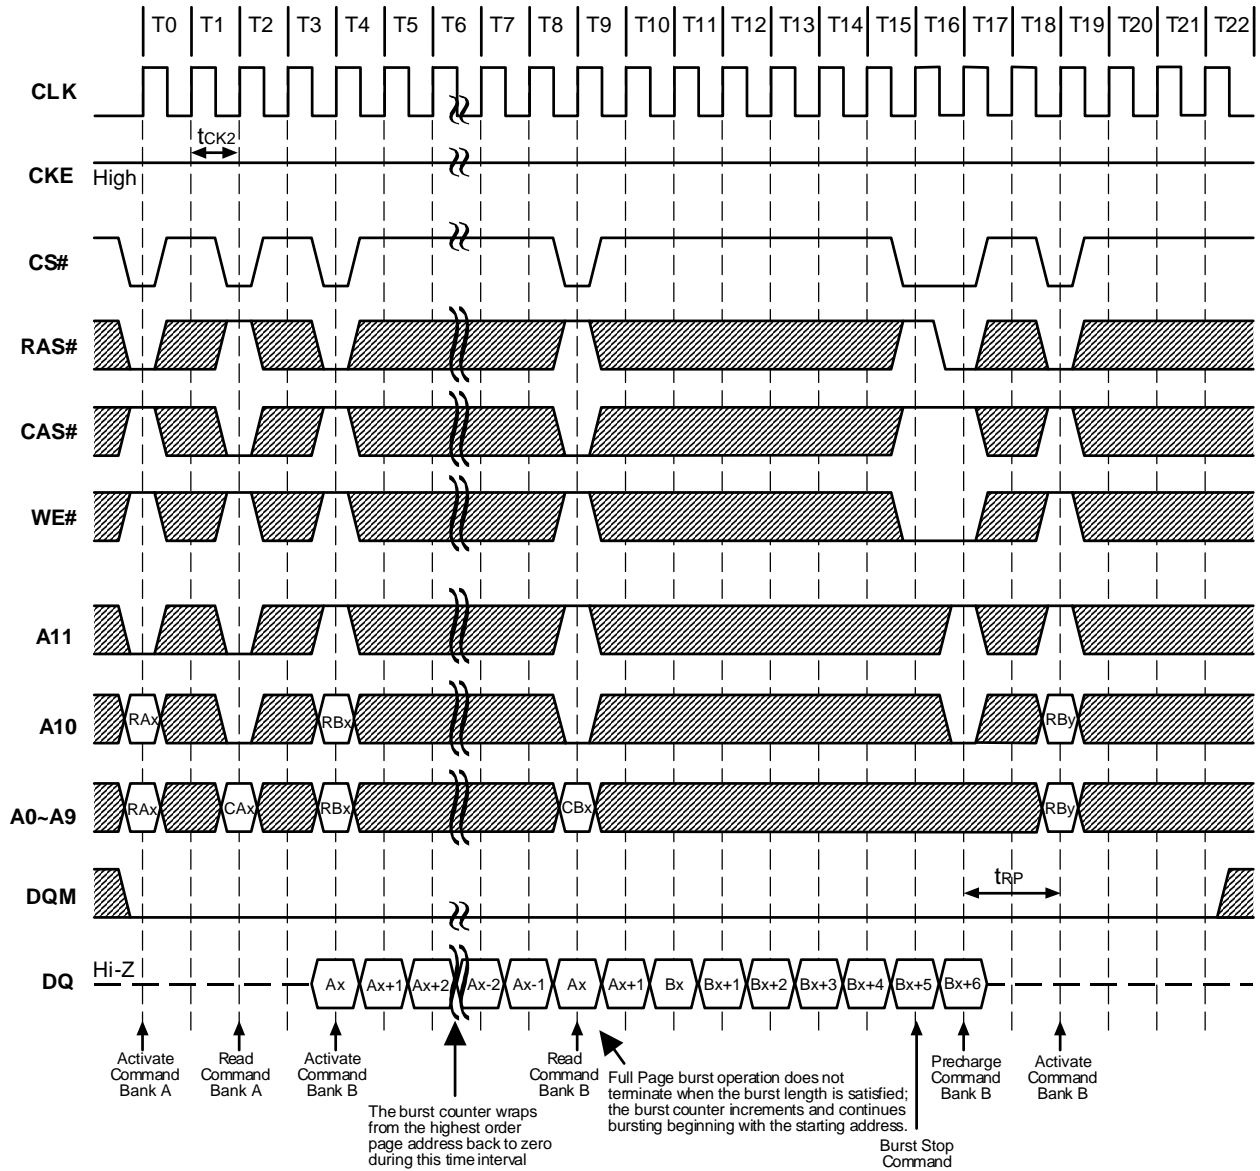 T0 T1 T2 T3 T4 T5 T6 T7 T8 T9 T10 T11 T12 T13 T14 T15 T16 T17 T18 T19 T20 T21 T22
CLK
tCK2
CKE High
CS#
RAS#
CAS#
WE#
A11
A10 RAx RBx RBy
A0~A9 RAx CAx RBx CBx RBy
DQM tRP
DQ Hi-Z Ax Ax+1 Ax+2 Ax-2 Ax-1 Ax Ax+1 Bx Bx+1 Bx+2 Bx+3 Bx+4 Bx+5 Bx+6
Activate
Command
Bank A
Read
Command
Bank A
Activate
Command
Bank B
The burst counter wraps
from the highest order
page address back to zero
during this time interval
Read
Command
Bank B
Full Page burst operation does not
terminate when the burst length is satisfied;
the burst counter increments and continues
bursting beginning with the starting address.
Burst Stop
Command
Precharge
Command
Bank B
Activate
Command
Bank B